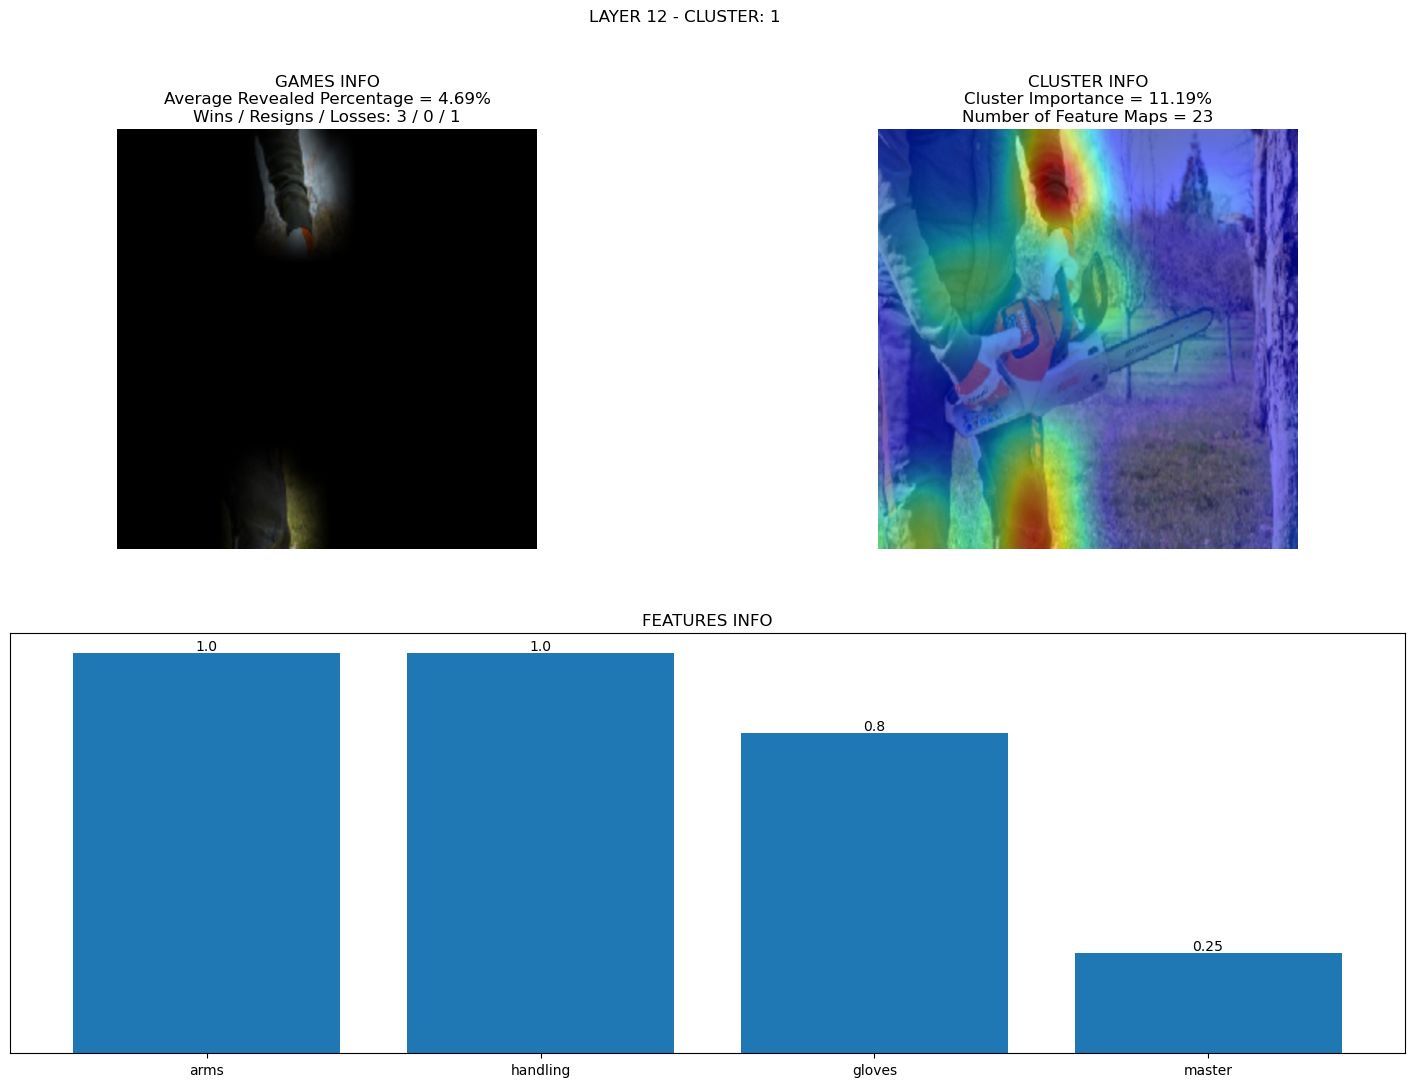 LAYER 12 - CLUSTER: 1
GAMES INFO
Average Revealed Percentage = 4.69%
Wins / Resigns / Losses: 3 / 0 / 1
CLUSTER INFO
Cluster Importance = 11.19%
Number of Feature Maps = 23
FEATURES INFO
1.0
1.0
0.8
0.25
arms
handling
gloves
master